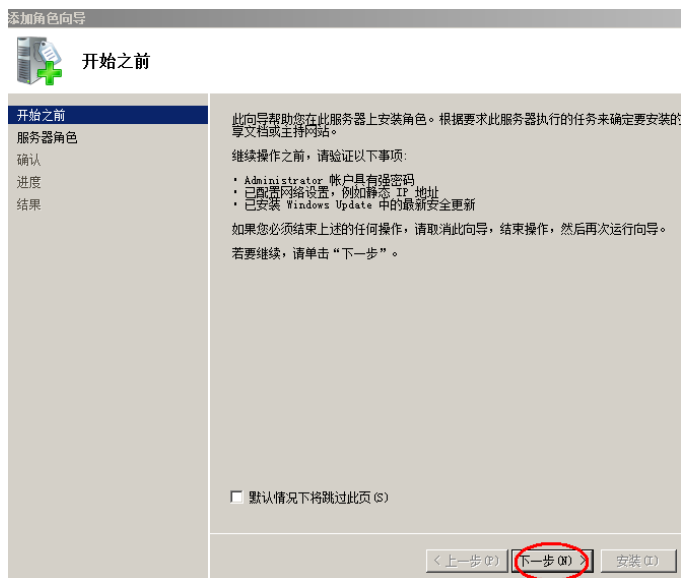 添加角色向导
开始之前
开始之前
服务器角色
确认
进度
结果
此向导帮助您在此服务器上安装角色。根据要求此服务器执行的任务来确定要安装的
享文档或主持网站。
继续操作之前，请验证以下事项:
· Administrator 帐户具有强密码
· 已配置网络设置，例如静态 IP 地址
· 已安装 Windows Update 中的最新安全更新
如果您必须结束上述的任何操作，请取消此向导，结束操作，然后再次运行向导。
若要继续，请单击“下一步”。
默认情况下将跳过此页(S)
< 上一步(P) 下一步(N) > 安装(I)